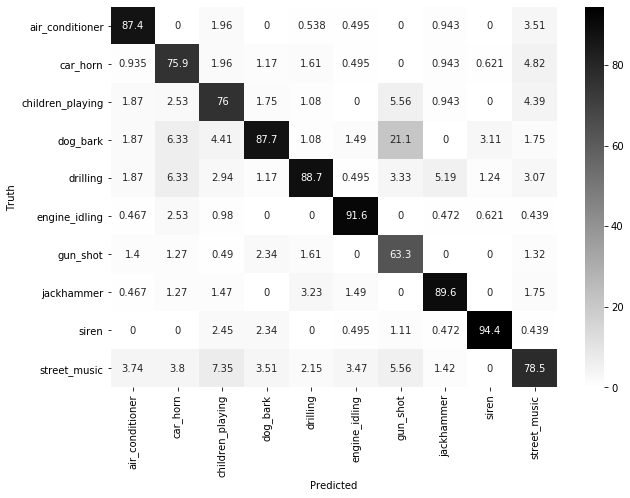 air_conditioner 87.4 0 1.96 0 0.538 0.495 0 0.943 0 3.51
car_horn 0.935 75.9 1.96 1.17 1.61 0.495 0 0.943 0.621 4.82
80
children_playing 1.87 2.53 76 1.75 1.08 0 5.56 0.943 0 4.39
dog_bark 1.87 6.33 4.41 87.7 1.08 1.49 21.1 0 3.11 1.75
60
drilling 1.87 6.33 2.94 1.17 88.7 0.495 3.33 5.19 1.24 3.07
Truth
engine_idling 0.467 2.53 0.98 0 0 91.6 0 0.472 0.621 0.439
40
gun_shot 1.4 1.27 0.49 2.34 1.61 0 63.3 0 0 1.32
jackhammer 0.467 1.27 1.47 0 3.23 1.49 0 89.6 0 1.75
20
siren 0 0 2.45 2.34 0 0.495 1.11 0.472 94.4 0.439
street_music 3.74 3.8 7.35 3.51 2.15 3.47 5.56 1.42 0 78.5
0
air_conditioner car_horn children_playing dog_bark drilling engine_idling gun_shot jackhammer siren street_music
Predicted